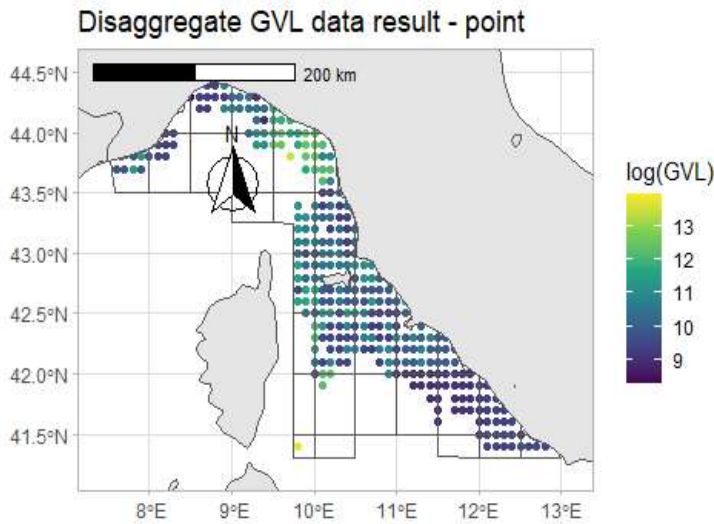 Disaggregate GVL data result - point
200 km
N
44.5°N
44.0°N
43.5°N
43.0°N
42.5°N
42.0°N
41.5°N
8°E 9°E 10°E 11°E 12°E 13°E
log(GVL)
13
12
11
10
9